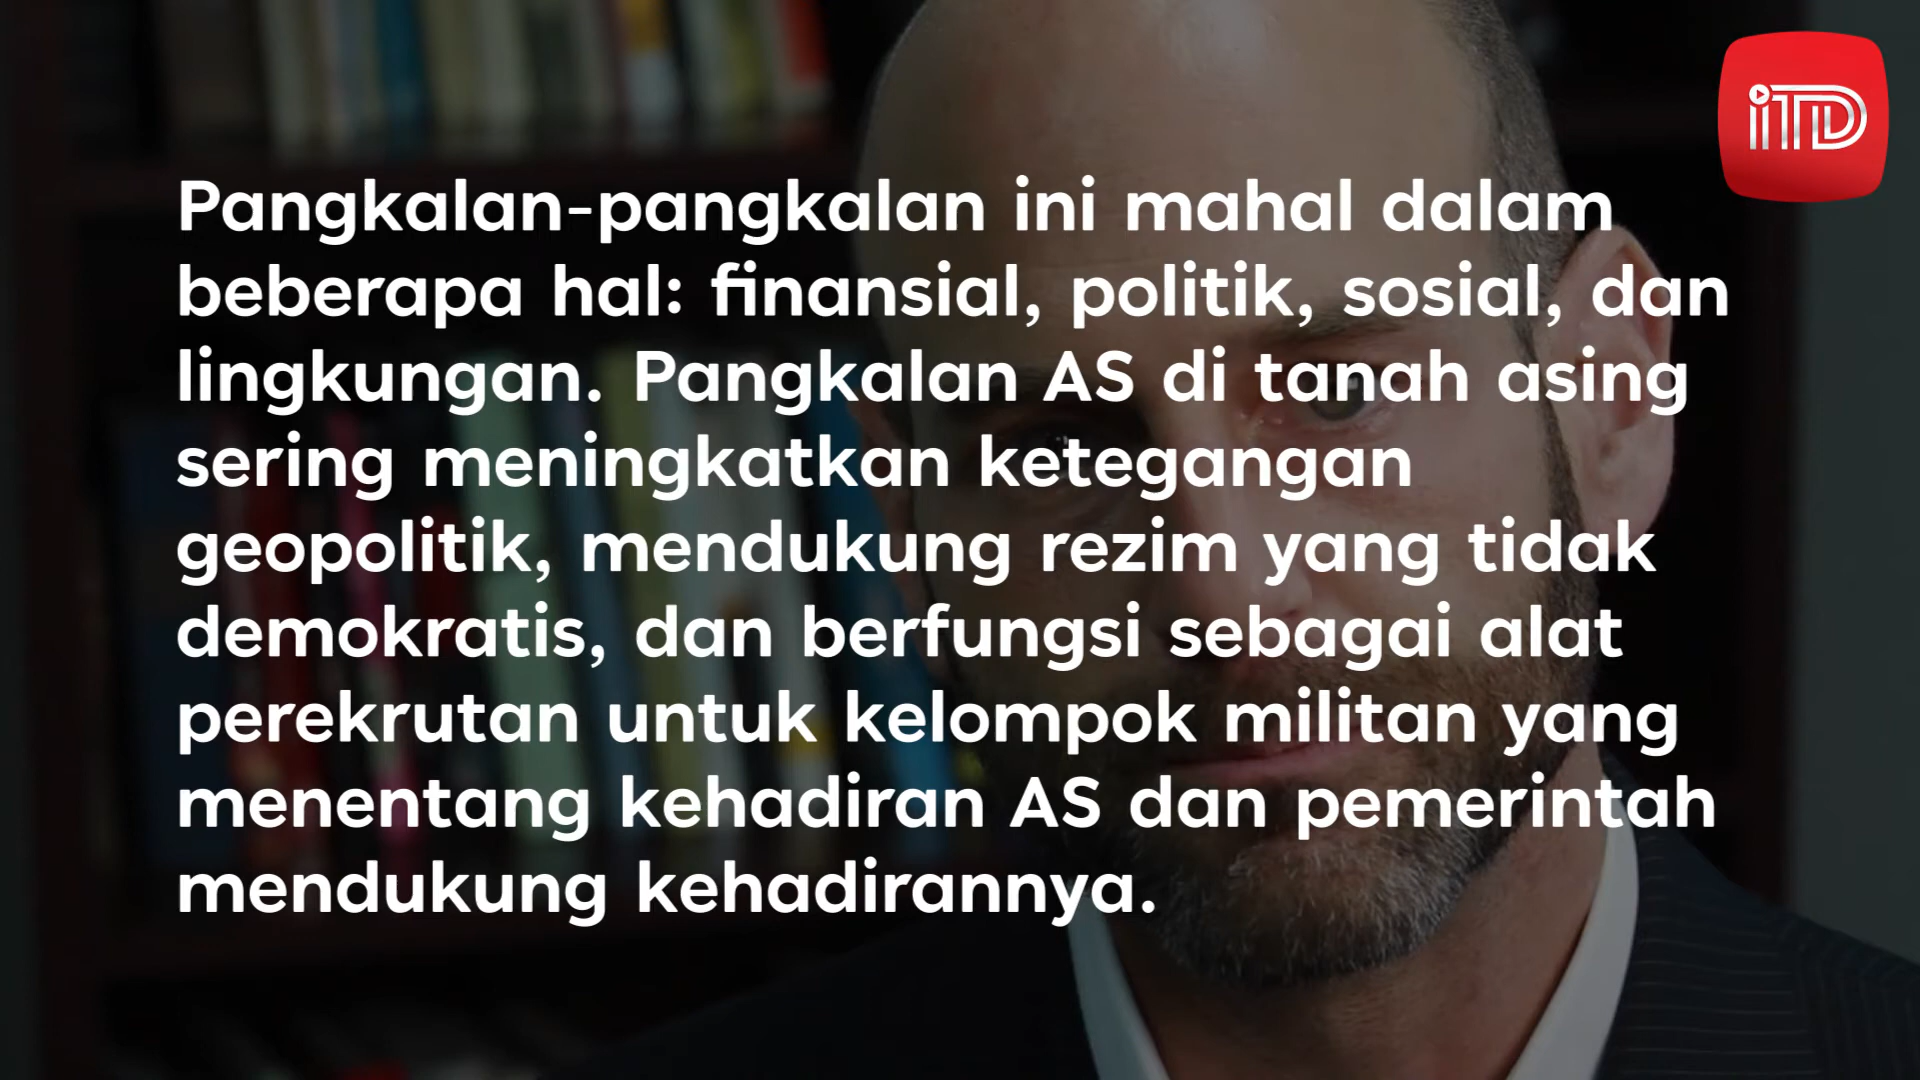 iTD
Pangkalan-pangkalan ini mahal dalam
beberapa hal: finansial, politik, sosial, dan
lingkungan. Pangkalan AS di tanah asing
sering meningkatkan ketegangan
geopolitik, mendukung rezim yang tidak
demokratis, dan berfungsi sebagai alat
perekrutan untuk kelompok militan yang
menentang kehadiran AS dan pemerintah
mendukung kehadirannya.